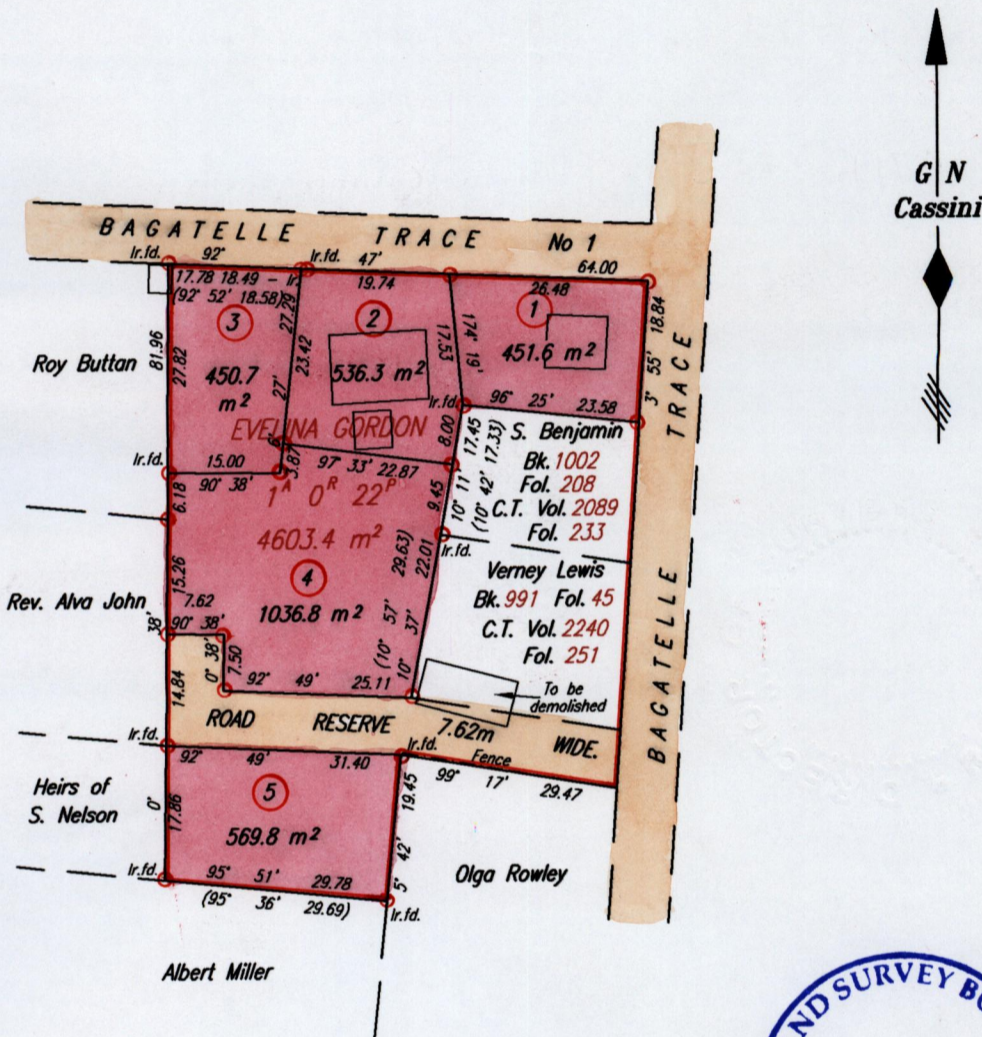 G N
Cassini
BAGATELLE TRACE No 1
Ir.fd. 92° Ir.fd. 47' 64.00
17.78 18.49 – Ir.
(92° 52' 18.58)
19.74
26.48
3
2
1
27.29
23.42
27'
6°
3.87
174° 19'
17.53
18.84
3° 55'
BAGATELLE TRACE
Roy Buttan
81.96
27.82
450.7
m²
536.3 m²
451.6 m²
EVELINA GORDON
Ir.fd.
96° 25' 23.58
8.00
17.45
10° 11'
(10° 42' 17.33)
9.45
S. Benjamin
Bk. 1002
Fol. 208
C.T. Vol. 2089
Fol. 233
Ir.fd.
15.00
90° 38'
97° 33' 22.87
1ᴬ 0ᴿ 22ᴾ
4603.4 m²
4
1036.8 m²
6.18
15.26
29.63)
22.01
(10° 57'
10° 37'
Ir.fd.
Verney Lewis
Bk. 991 Fol. 45
C.T. Vol. 2240
Fol. 251
Rev. Alva John
7.62
38'
90° 38'
0° 38'
7.50
92° 49' 25.11
14.84
To be
demolished
ROAD RESERVE 7.62m WIDE.
Ir.fd.
92° 49' 31.40
Ir.fd.
Fence
99° 17' 29.47
Heirs of
S. Nelson
0°
17.86
5
569.8 m²
19.45
5° 42'
Olga Rowley
Ir.fd.
95° 51' 29.78
(95° 36' 29.69)
Ir.fd.
Albert Miller
ND SURVEY BO